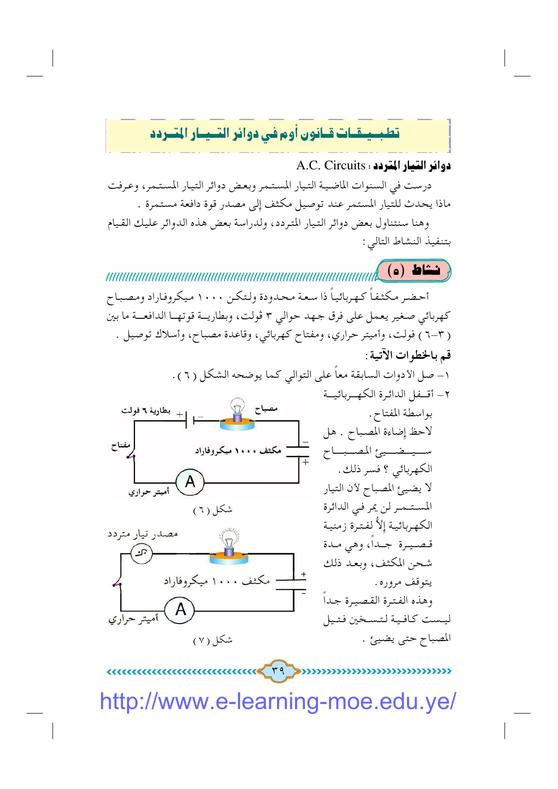 تطبيقات قانون أوم في دوائر التيار المتردد
دوائر التيار المتردد : A.C. Circuits
درست في السنوات الماضية التيار المستمر وبعض دوائر التيار المستمر، وعرفت
ماذا يحدث للتيار المستمر عند توصيل مكثف إلى مصدر قوة دافعة مستمرة .
وهنا سنتناول بعض دوائر التيار المتردد، ولدراسة بعض هذه الدوائر عليك القيام
بتنفيذ النشاط التالي :
نشاط (٥)
أحضر مكثفاً كهربائياً ذا سعة محدودة ولتكن ١٠٠٠ ميكروفاراد ومصباح
كهربائي صغير يعمل على فرق جهد حوالي ٣ ڤولت، وبطارية قوتها الدافعة ما بين
(٣-٦) فولت، وأميتر حراري، ومفتاح كهربائي، وقاعدة مصباح، وأسلاك توصيل .
قم بالخطوات الآتية :
١- صل الأدوات السابقة معاً على التوالي كما يوضحه الشكل (٦).
٢- أقفل الدائرة الكهربائية
بواسطة المفتاح.
لاحظ إضاءة المصباح . هل
سيضيئ المصباح
الكهربائي ؟ فسر ذلك.
لا يضيئ المصباح لأن التيار
المستمر لن يمر في الدائرة
الكهربائية إلاَّ لفترة زمنية
قصيرة جداً، وهي مدة
شحن المكثف، وبعد ذلك
يتوقف مروره.
وهذه الفترة القصيرة جداً
ليست كافية لتسخين فتيل
المصباح حتى يضيئ .
مصباح
+ −
بطارية ٦ فولت
مفتاح
مكثف ١٠٠٠ ميكروفاراد
−
+
A
أميتر حراري
شكل (٦)
مصدر تيار متردد
مكثف ١٠٠٠ ميكروفاراد
+
−
A
أميتر حراري
شكل (٧)
٣٩
http://www.e-learning-moe.edu.ye/